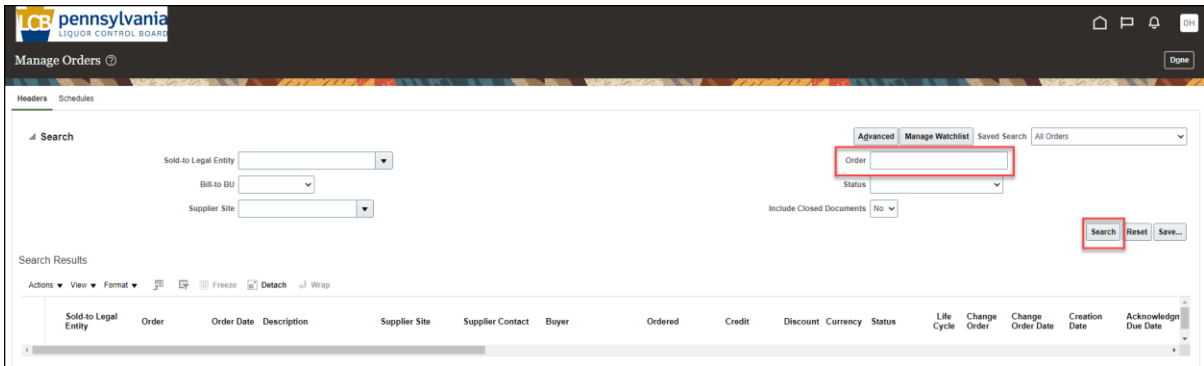 LCB pennsylvania
LIQUOR CONTROL BOARD
DH
Manage Orders
Done
Headers Schedules
Search
Advanced Manage Watchlist Saved Search All Orders
Sold-to Legal Entity Order
Bill-to BU Status
Supplier Site Include Closed Documents No
Search Reset Save...
Search Results
Actions View Format Freeze Detach Wrap
Sold-to Legal Entity Order Order Date Description Supplier Site Supplier Contact Buyer Ordered Credit Discount Currency Status Life Cycle Change Order Change Order Date Creation Date Acknowledgm Due Date